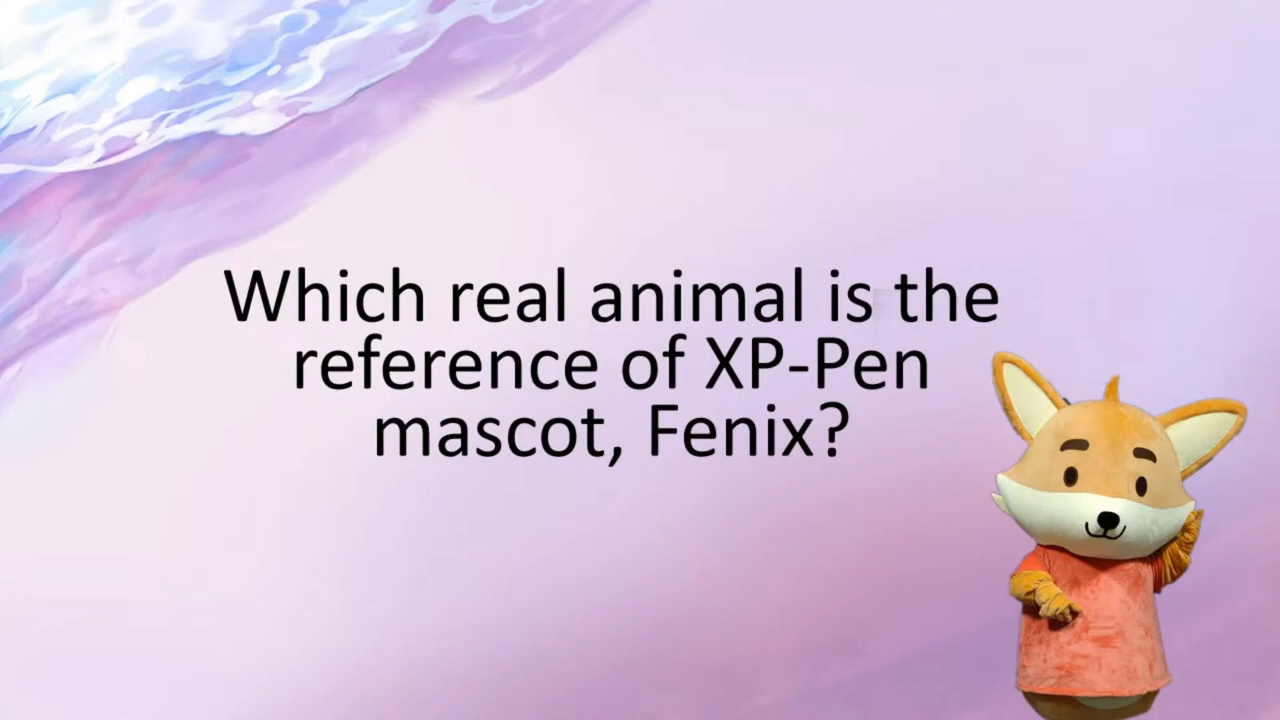 Which real animal is the
reference of XP-Pen
mascot, Fenix?